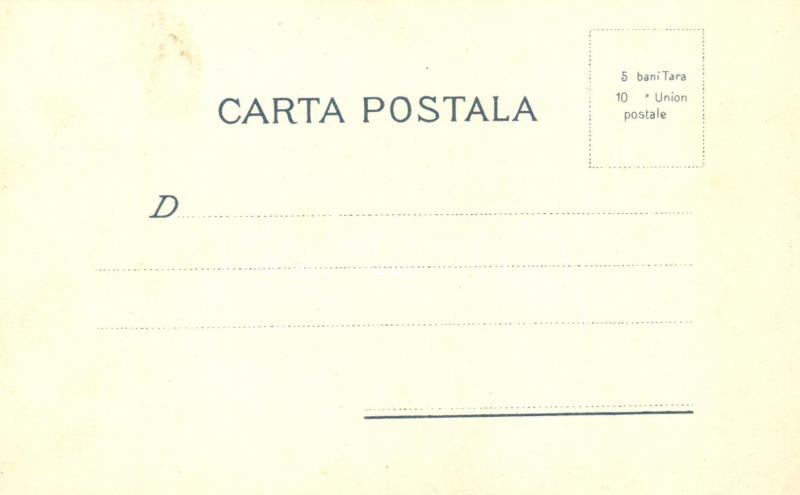 5 bani Tara
10 " Union
postale
CARTA POSTALA
D